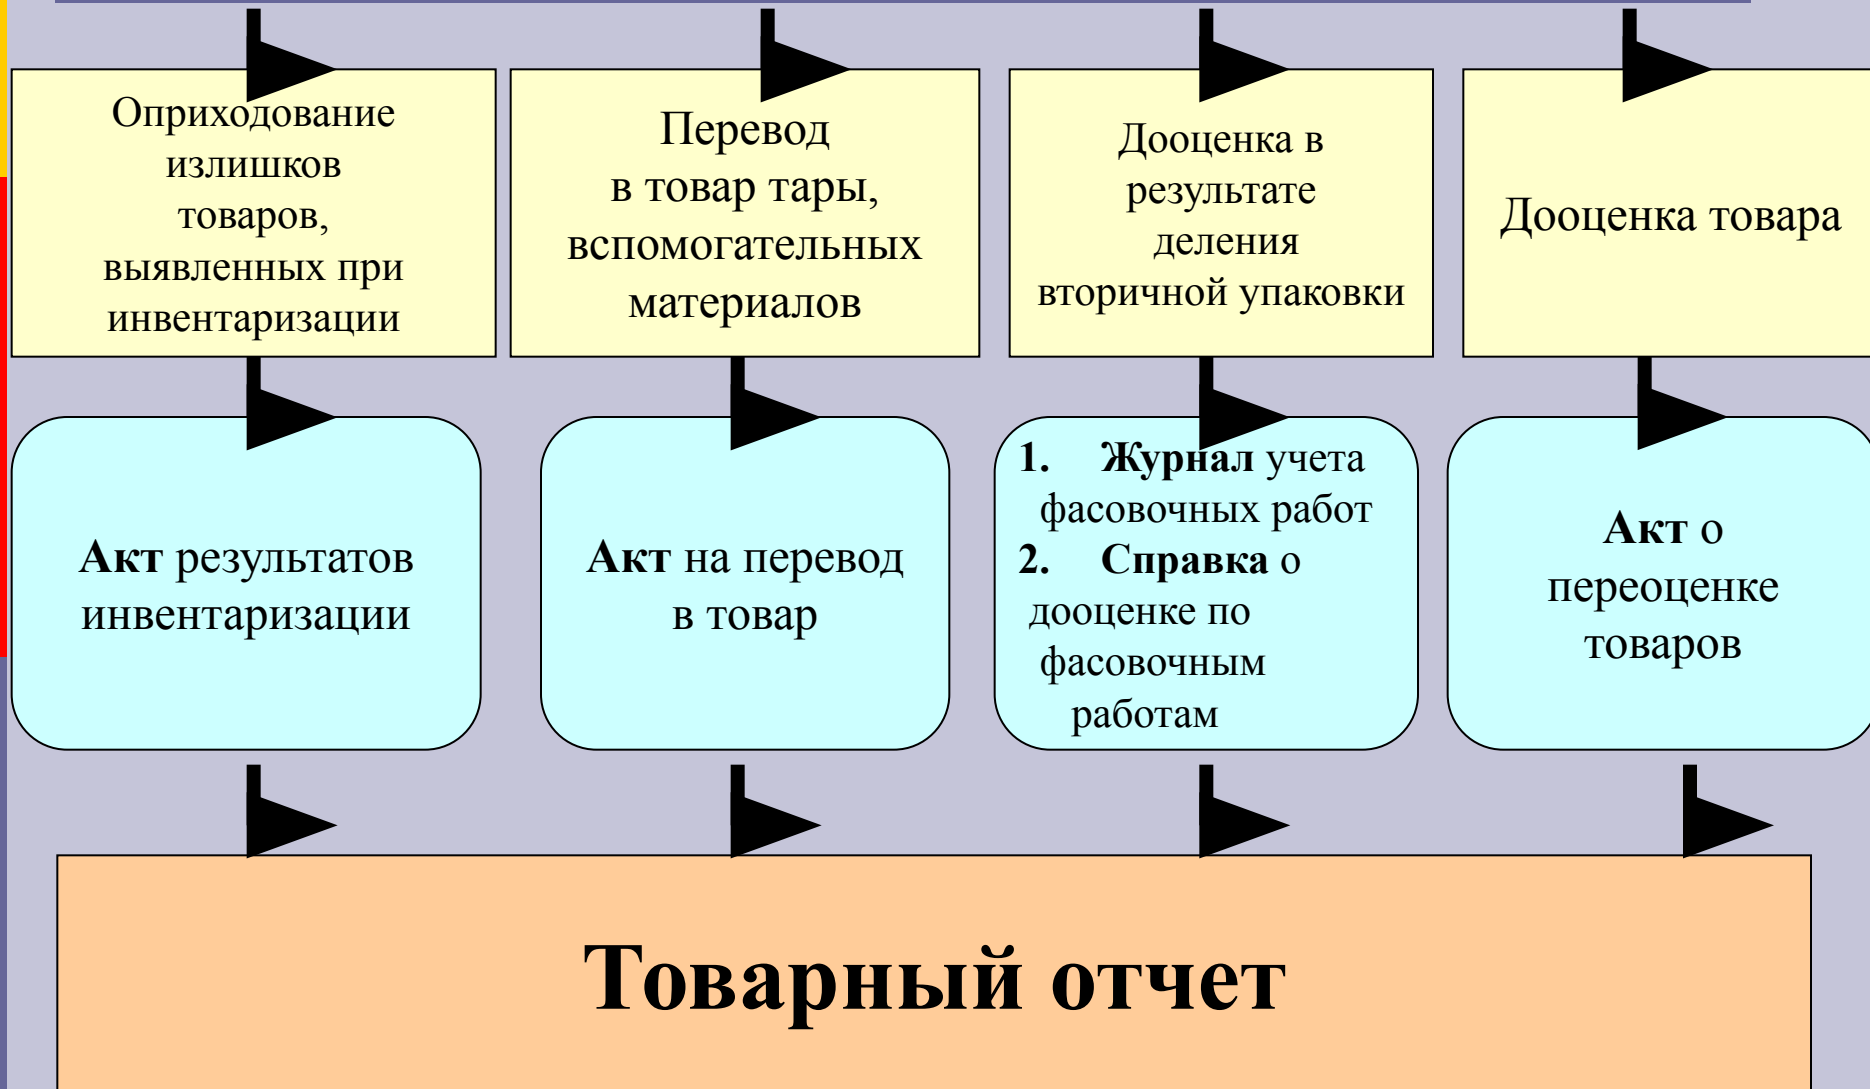 Оприходование
излишков
товаров,
выявленных при
инвентаризации
Перевод
в товар тары,
вспомогательных
материалов
Дооценка в
результате
деления
вторичной упаковки
Дооценка товара
Акт результатов
инвентаризации
Акт на перевод
в товар
1. Журнал учета
фасовочных работ
2. Справка о
дооценке по
фасовочным
работам
Акт о
переоценке
товаров
Товарный отчет